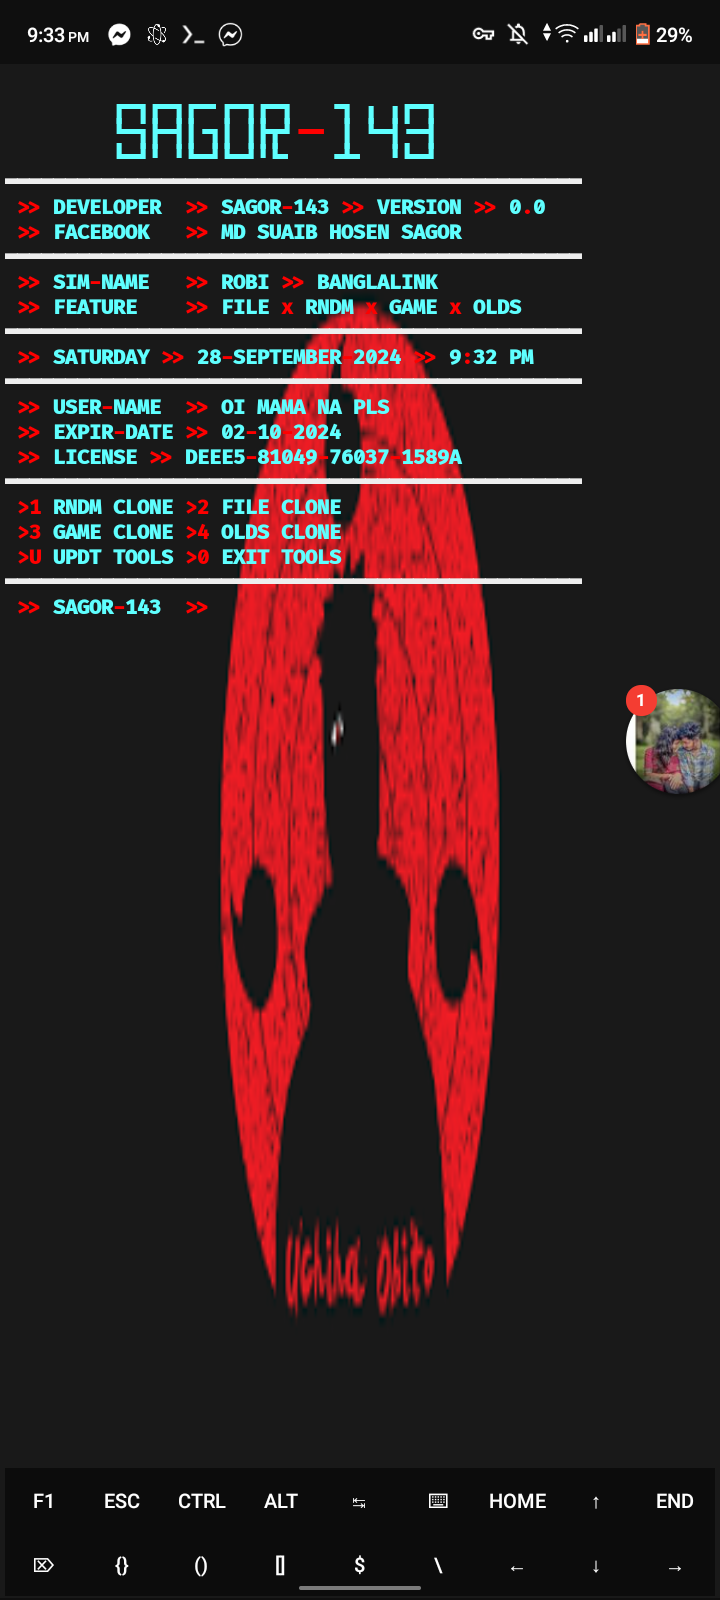 9:33 PM 29%
SAGOR-143
>> DEVELOPER >> SAGOR-143 >> VERSION >> 0.0
>> FACEBOOK >> MD SUAIB HOSEN SAGOR
>> SIM-NAME >> ROBI >> BANGLALINK
>> FEATURE >> FILE x RNDM x GAME x OLDS
>> SATURDAY >> 28-SEPTEMBER-2024 >> 9:32 PM
>> USER-NAME >> OI MAMA NA PLS
>> EXPIR-DATE >> 02-10-2024
>> LICENSE >> DEEE5-81049-76037-1589A
>1 RNDM CLONE >2 FILE CLONE
>3 GAME CLONE >4 OLDS CLONE
>U UPDT TOOLS >0 EXIT TOOLS
>> SAGOR-143 >>
1
Uchiha Obito
F1 ESC CTRL ALT HOME ↑ END
{} () [] $ \ ← ↓ →